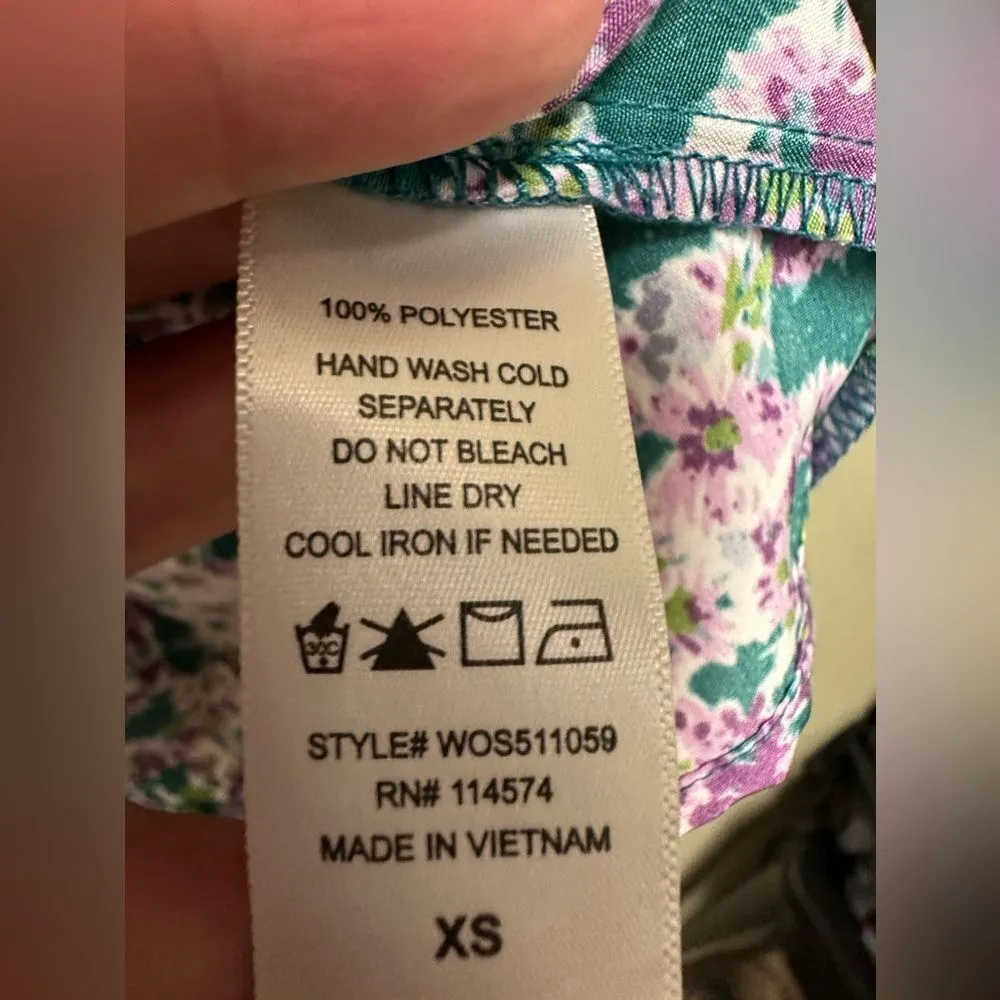 100% POLYESTER
HAND WASH COLD
SEPARATELY
DO NOT BLEACH
LINE DRY
COOL IRON IF NEEDED
30C
STYLE# WOS511059
RN# 114574
MADE IN VIETNAM
XS